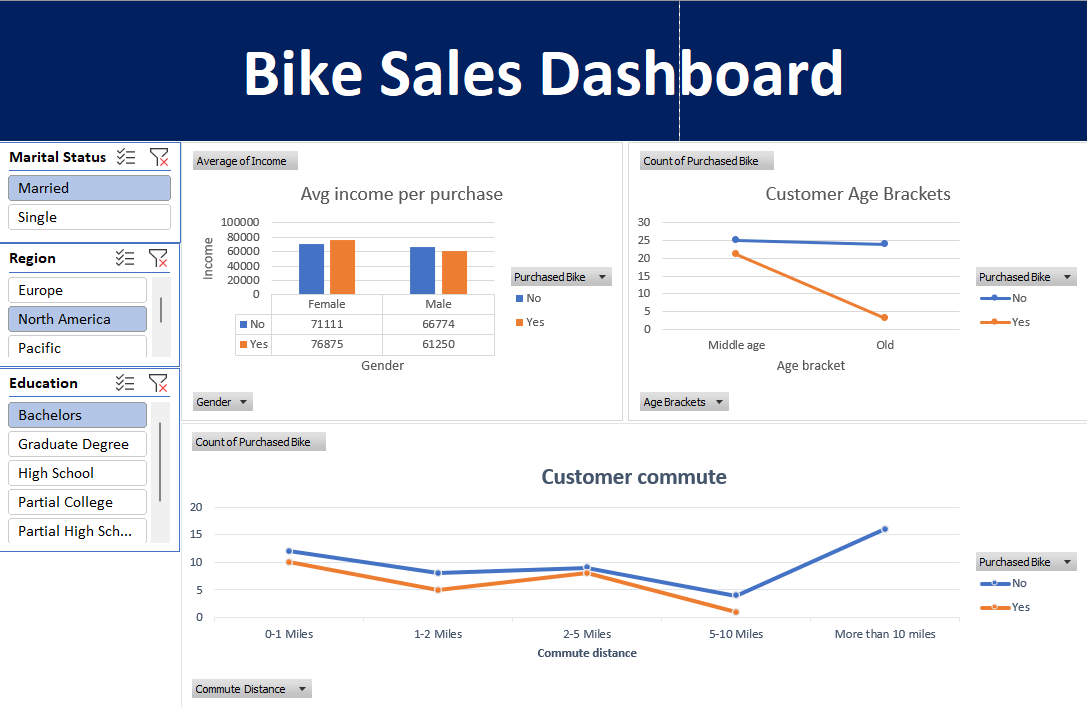 Bike Sales Dashboard
Marital Status
Married
Single
Region
Europe
North America
Pacific
Education
Bachelors
Graduate Degree
High School
Partial College
Partial High Sch...
Average of Income
Avg income per purchase
Income
100000
80000
60000
40000
20000
0
Female Male
No 71111 66774
Yes 76875 61250
Gender
Purchased Bike
No
Yes
Gender
Count of Purchased Bike
Customer Age Brackets
30
25
20
15
10
5
0
Middle age Old
Age bracket
Purchased Bike
No
Yes
Age Brackets
Count of Purchased Bike
Customer commute
20
15
10
5
0
0-1 Miles 1-2 Miles 2-5 Miles 5-10 Miles More than 10 miles
Commute distance
Purchased Bike
No
Yes
Commute Distance